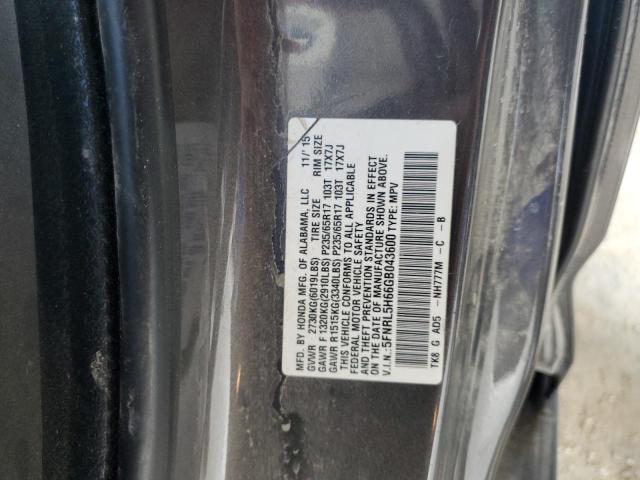 MFD. BY HONDA MFG. OF ALABAMA, LLC 11/ 15
GVWR 2730KG(6019LBS) TIRE SIZE RIM SIZE
GAWR F 1320KG(2910LBS) P235/65R17 103T 17X7J
GAWR R 1515KG(3340LBS) P235/65R17 103T 17X7J
THIS VEHICLE CONFORMS TO ALL APPLICABLE
FEDERAL MOTOR VEHICLE SAFETY
AND THEFT PREVENTION STANDARDS IN EFFECT
ON THE DATE OF MANUFACTURE SHOWN ABOVE.
V.I.N.: 5FNRL5H66GB043600 TYPE: MPV
TK8 G AD5 -NH777M -C -B